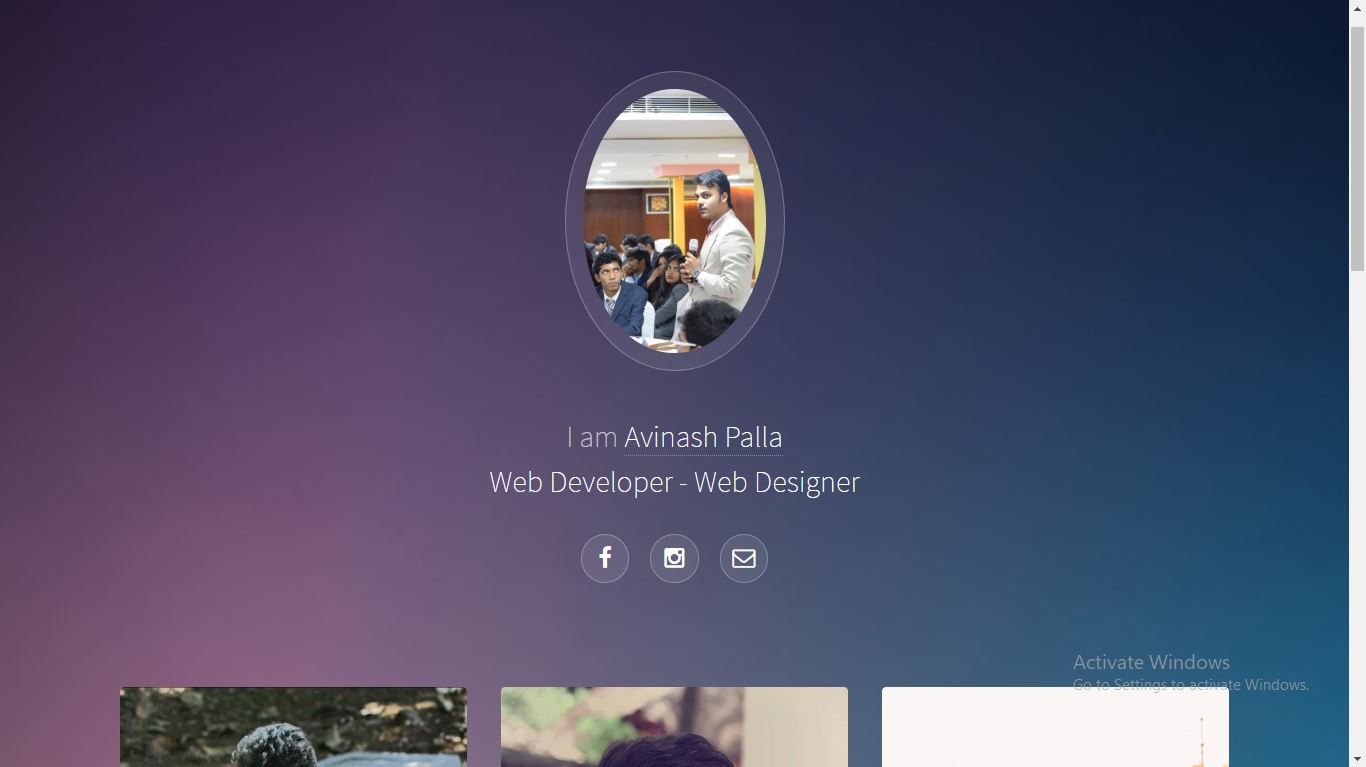 I am Avinash Palla
Web Developer - Web Designer
Activate Windows
Go to Settings to activate Windows.